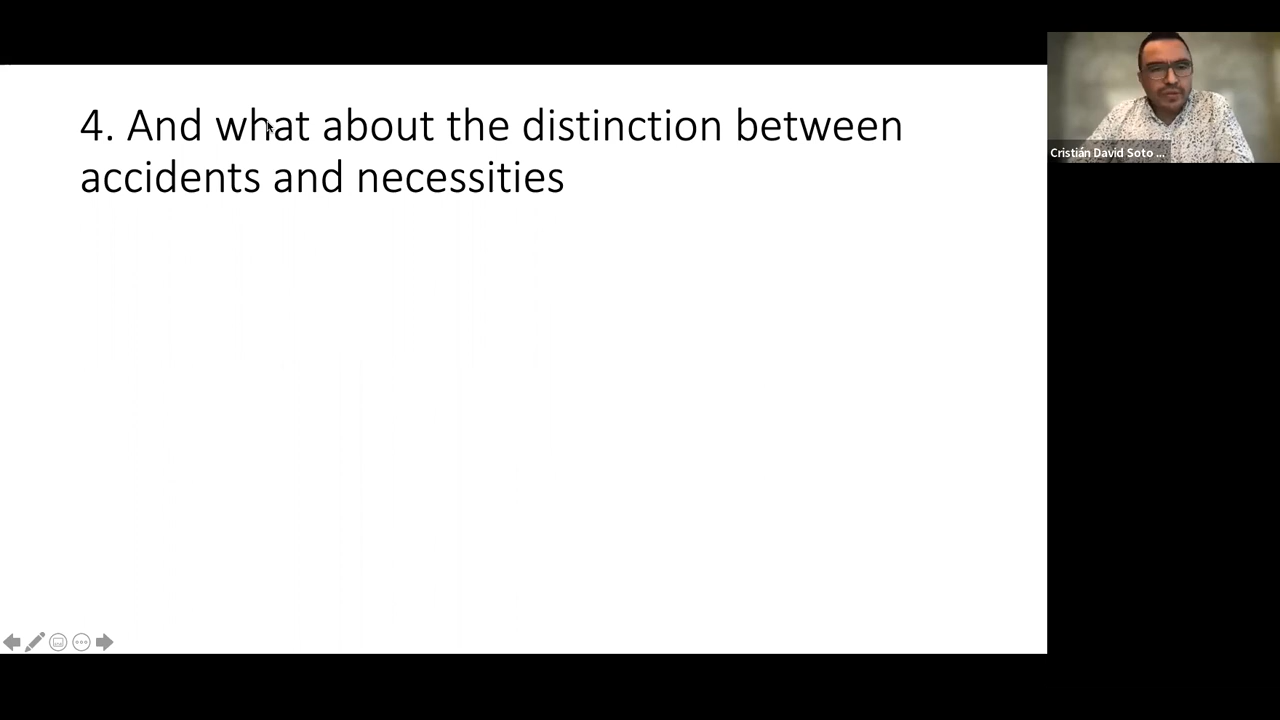 4. And what about the distinction between
accidents and necessities
Cristián David Soto ...